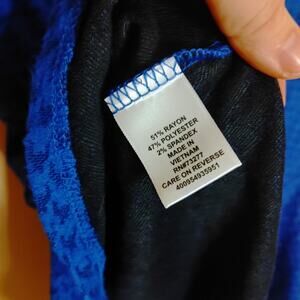 51% RAYON
47% POLYESTER
2% SPANDEX
MADE IN
VIETNAM
RN#73277
CARE ON REVERSE
400954935951